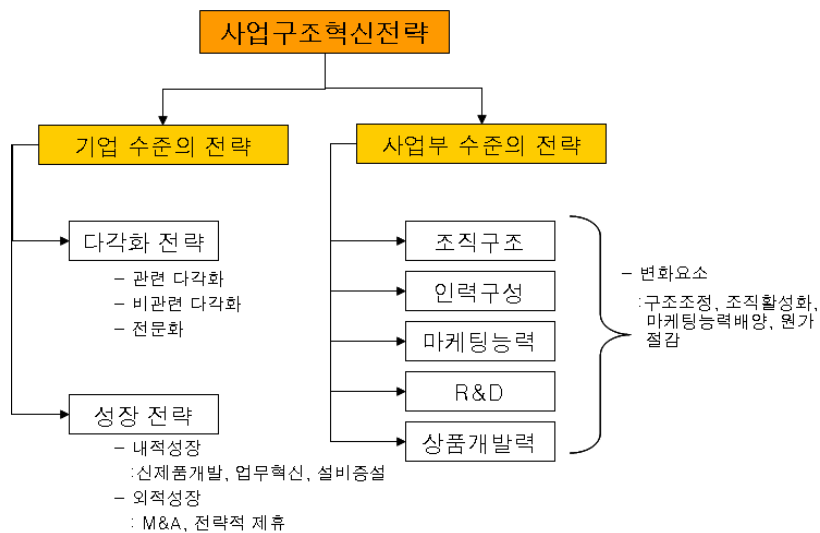 사업구조혁신전략
기업 수준의 전략
다각화 전략
– 관련 다각화
– 비관련 다각화
– 전문화
성장 전략
– 내적성장
:신제품개발, 업무혁신, 설비증설
– 외적성장
: M&A, 전략적 제휴
사업부 수준의 전략
조직구조
인력구성
마케팅능력
R&D
상품개발력
– 변화요소
:구조조정, 조직활성화,
마케팅능력배양, 원가
절감